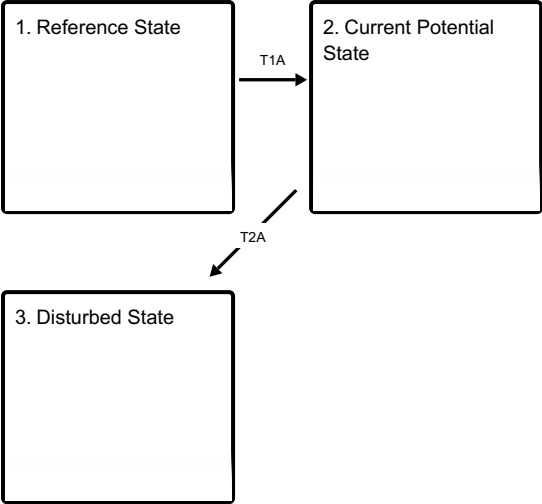 1. Reference State
T1A
2. Current Potential
State
T2A
3. Disturbed State